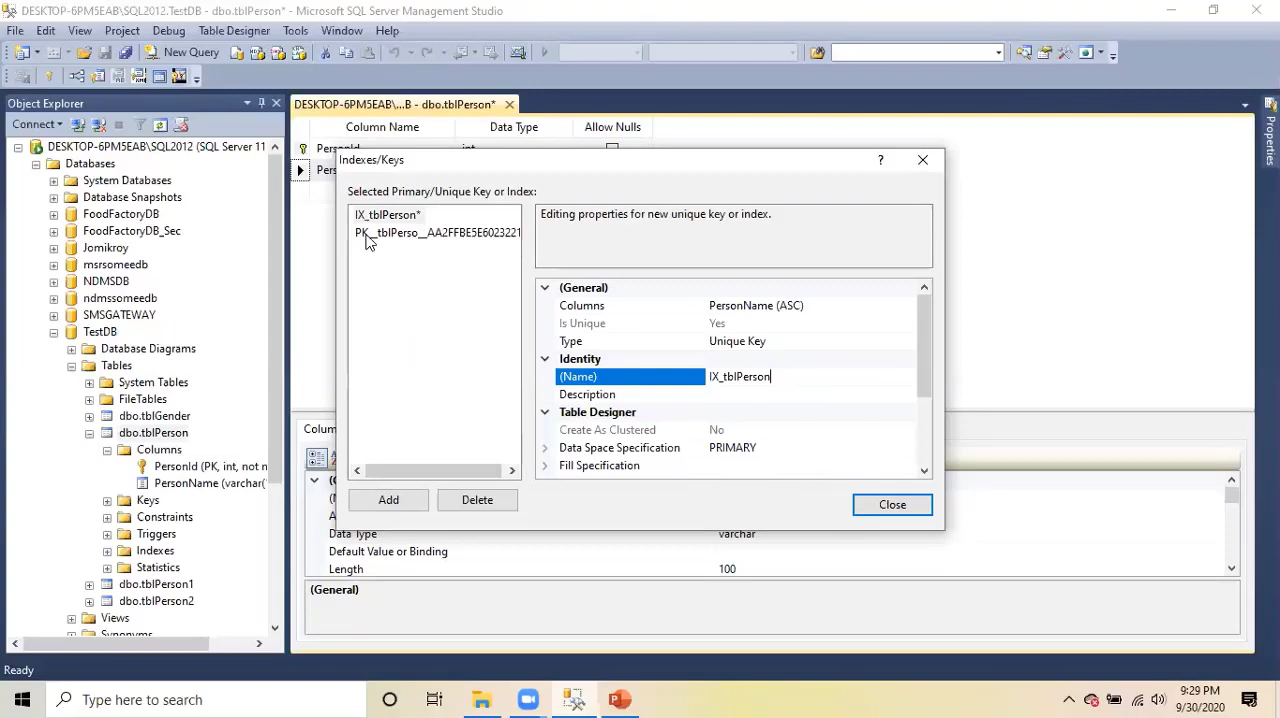 DESKTOP-6PM5EAB\SQL2012.TestDB - dbo.tblPerson* - Microsoft SQL Server Management Studio
File Edit View Project Debug Table Designer Tools Window Help
New Query
Object Explorer
DESKTOP-6PM5EAB\...B - dbo.tblPerson*
Properties
Connect
Column Name Data Type Allow Nulls
DESKTOP-6PM5EAB\SQL2012 (SQL Server 11
PersonId int
Databases
System Databases
Database Snapshots
FoodFactoryDB
FoodFactoryDB_Sec
Jomikroy
msrsomeedb
NDMSDB
ndmssomeedb
SMSGATEWAY
TestDB
Database Diagrams
Tables
System Tables
FileTables
dbo.tblGender
dbo.tblPerson
Columns
PersonId (PK, int, not n
PersonName (varchar(
Keys
Constraints
Triggers
Indexes
Statistics
dbo.tblPerson1
dbo.tblPerson2
Views
Synonyms
Indexes/Keys
?
Selected Primary/Unique Key or Index:
IX_tblPerson*
PK__tblPerso__AA2FFBE5E6023221
Editing properties for new unique key or index.
(General)
Columns PersonName (ASC)
Is Unique Yes
Type Unique Key
Identity
(Name) IX_tblPerson
Description
Table Designer
Create As Clustered No
Data Space Specification PRIMARY
Fill Specification
Add Delete Close
Data Type varchar
Default Value or Binding
Length 100
(General)
Ready
Type here to search
9:29 PM
9/30/2020